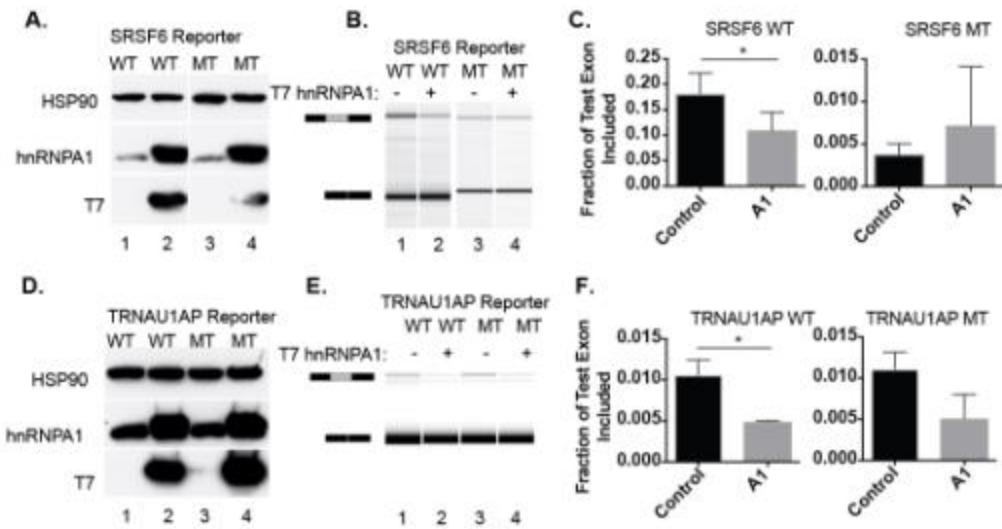 A.
SRSF6 Reporter
WT WT MT MT
HSP90
hnRNPA1
T7
1 2 3 4
B.
SRSF6 Reporter
WT WT MT MT
T7 hnRNPA1: - + - +
1 2 3 4
C.
SRSF6 WT
*
Fraction of Test Exon
Included
0.25
0.20
0.15
0.10
0.05
0.00
Control A1
SRSF6 MT
0.015
0.010
0.005
0.000
Control A1
D.
TRNAU1AP Reporter
WT WT MT MT
HSP90
hnRNPA1
T7
1 2 3 4
E.
TRNAU1AP Reporter
WT WT MT MT
T7 hnRNPA1: - + - +
1 2 3 4
F.
TRNAU1AP WT
*
Fraction of Test Exon
Included
0.015
0.010
0.005
0.000
Control A1
TRNAU1AP MT
0.015
0.010
0.005
0.000
Control A1